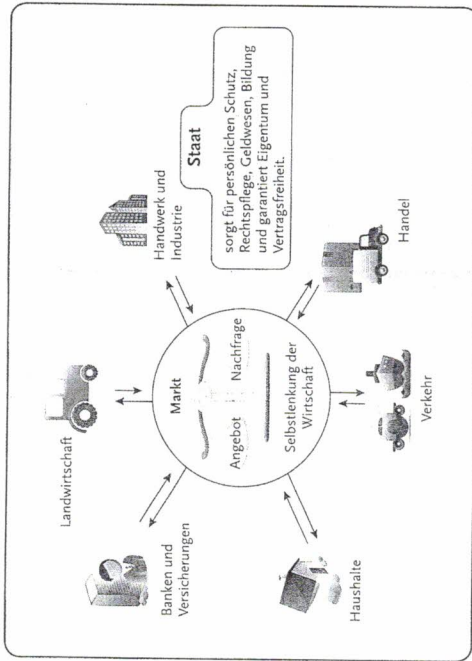 Landwirtschaft
Banken und
Versicherungen
Handwerk und
Industrie
Markt
Angebot
Nachfrage
Selbstlenkung der
Wirtschaft
Staat
sorgt für persönlichen Schutz,
Rechtspflege, Geldwesen, Bildung
und garantiert Eigentum und
Vertragsfreiheit.
Haushalte
Verkehr
Handel